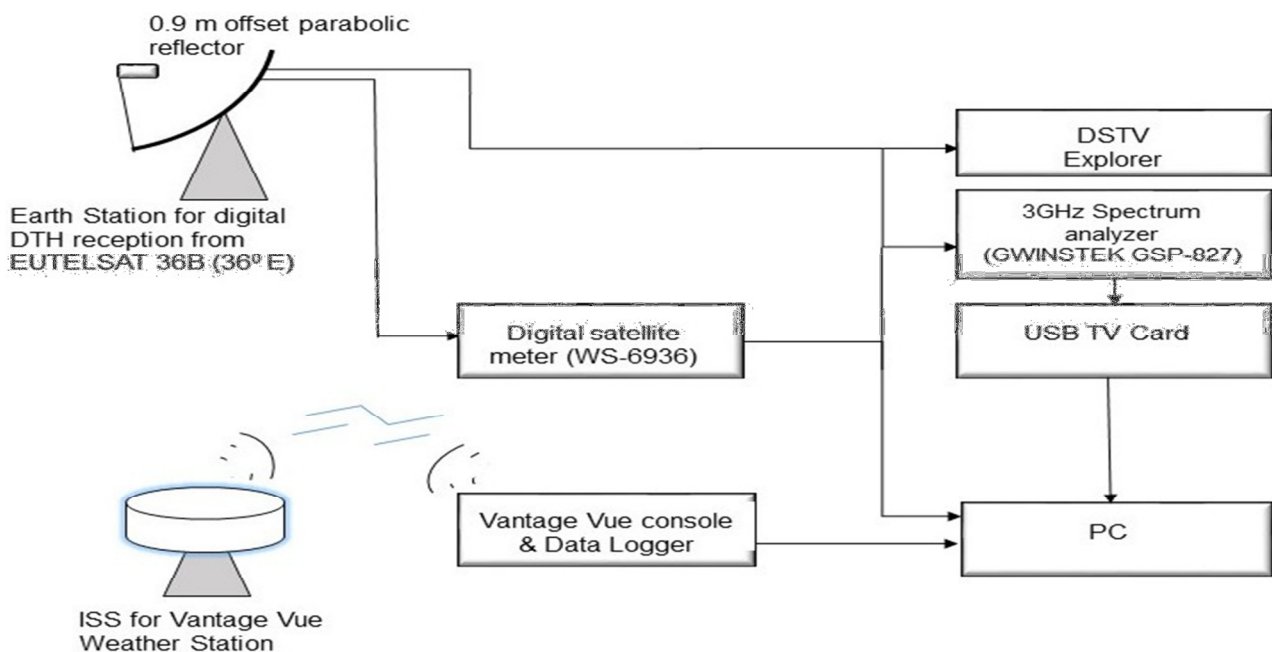 0.9 m offset parabolic
reflector
Earth Station for digital
DTH reception from
EUTELSAT 36B (36º E)
DSTV
Explorer
3GHz Spectrum
analyzer
(GWINSTEK GSP-827)
USB TV Card
Digital satellite
meter (WS-6936)
Vantage Vue console
& Data Logger
PC
ISS for Vantage Vue
Weather Station